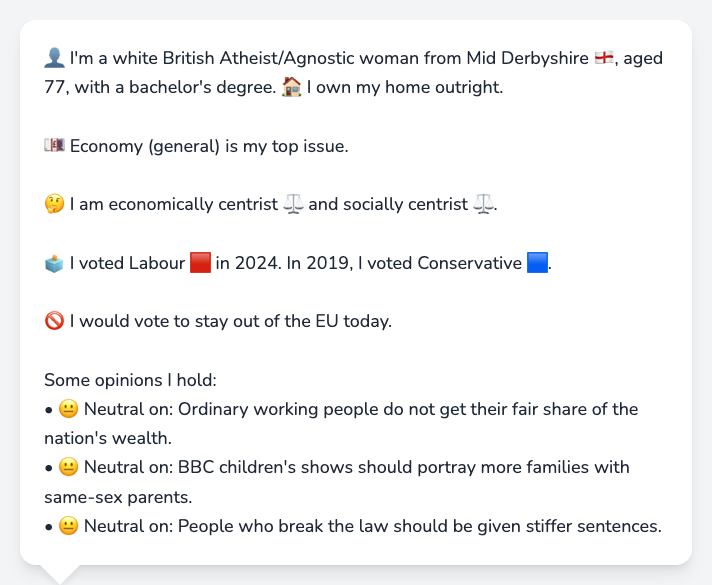 👤 I'm a white British Atheist/Agnostic woman from Mid Derbyshire 🏴󠁧󠁢󠁥󠁮󠁧󠁿, aged
77, with a bachelor's degree. 🏠 I own my home outright.
💷 Economy (general) is my top issue.
🤔 I am economically centrist ⚖️ and socially centrist ⚖️.
🗳️ I voted Labour 🟥 in 2024. In 2019, I voted Conservative 🟦.
🚫 I would vote to stay out of the EU today.
Some opinions I hold:
• 😐 Neutral on: Ordinary working people do not get their fair share of the
nation's wealth.
• 😐 Neutral on: BBC children's shows should portray more families with
same-sex parents.
• 😐 Neutral on: People who break the law should be given stiffer sentences.